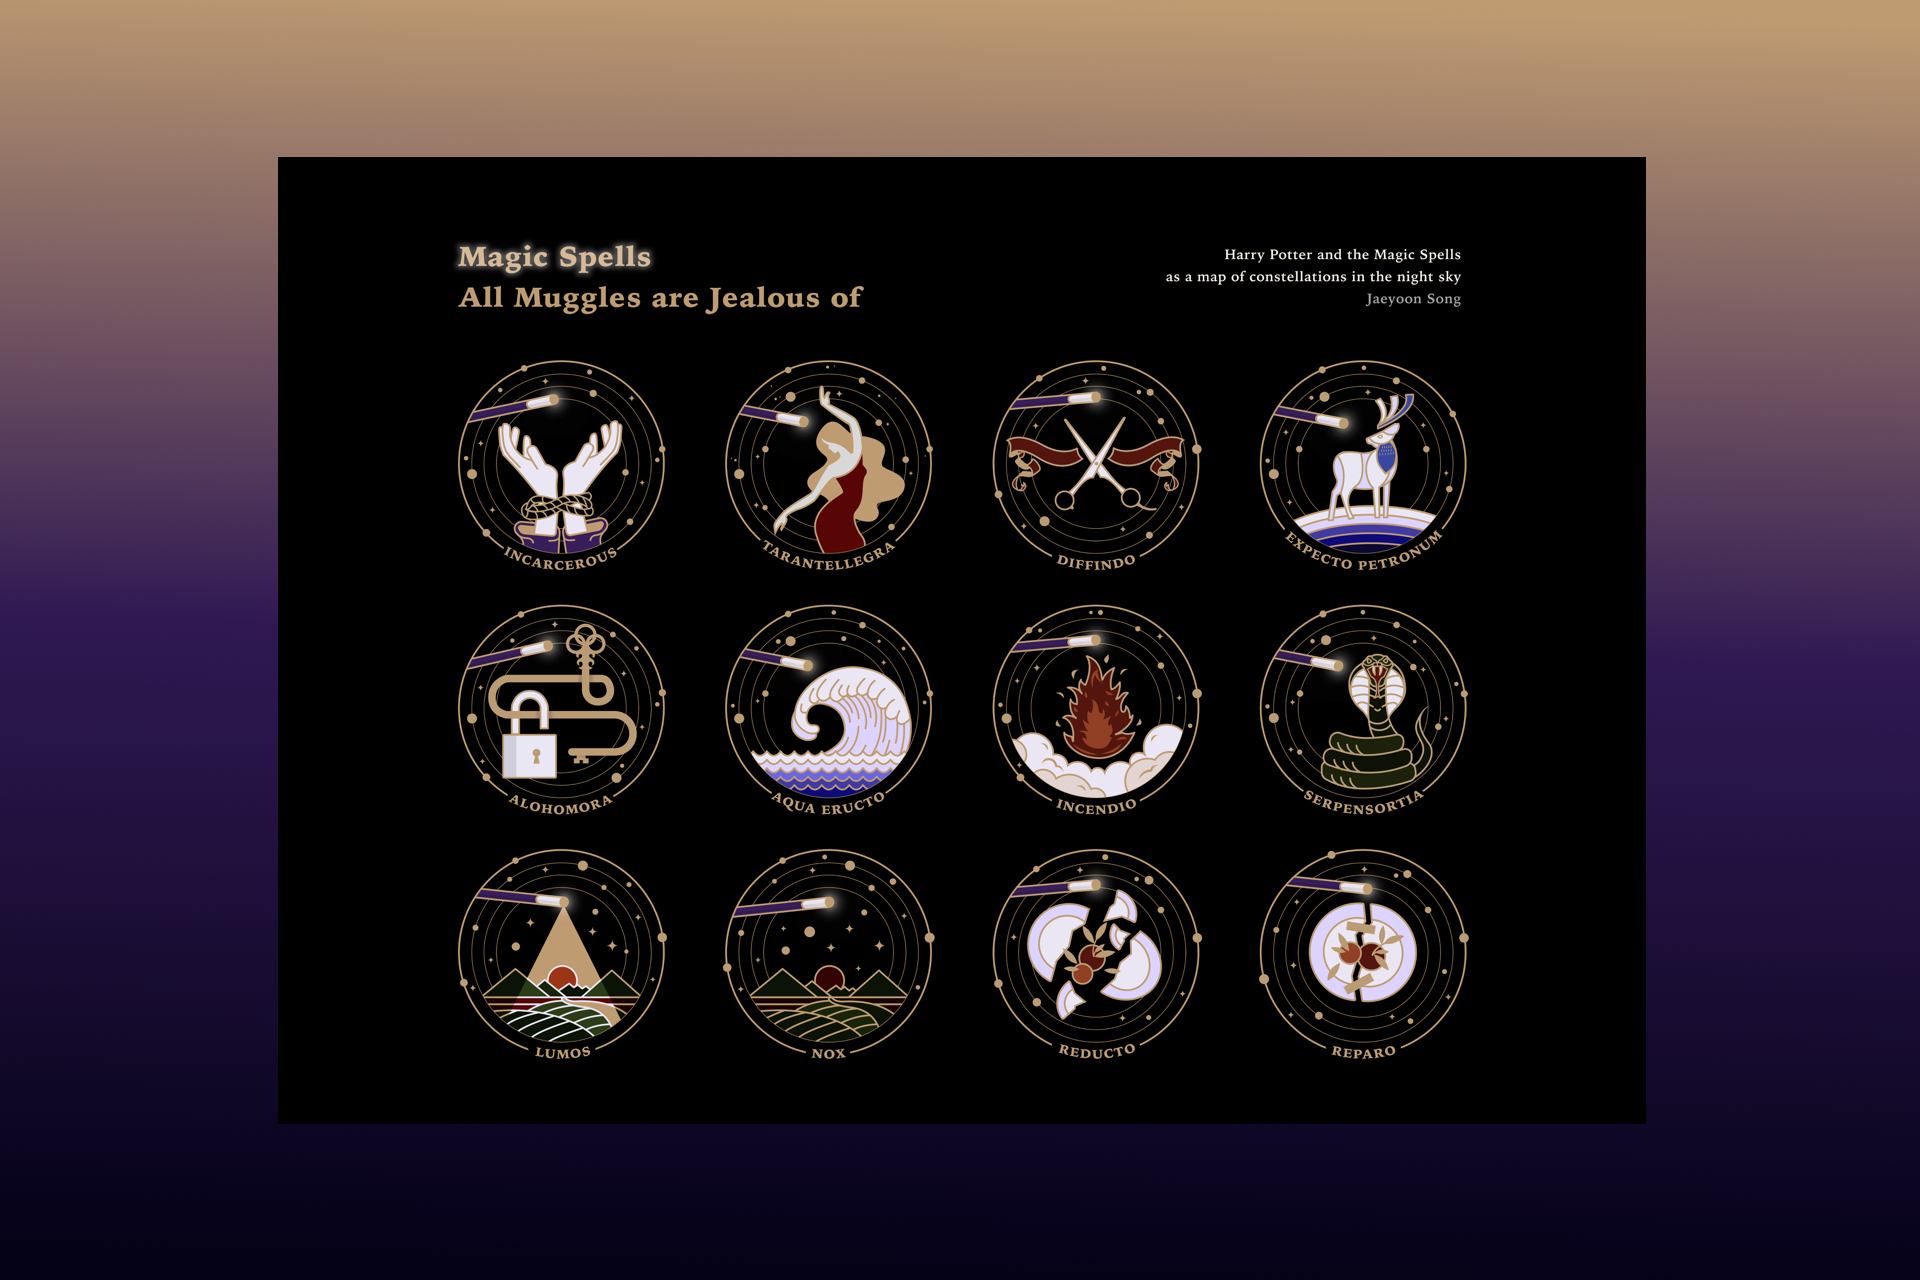 Magic Spells
All Muggles are Jealous of
Harry Potter and the Magic Spells
as a map of constellations in the night sky
Jaeyoon Song
INCARCEROUS
TARANTELLEGRA
DIFFINDO
EXPECTO PETRONUM
ALOHOMORA
AQUA ERUCTO
INCENDIO
SERPENSORTIA
LUMOS
NOX
REDUCTO
REPARO